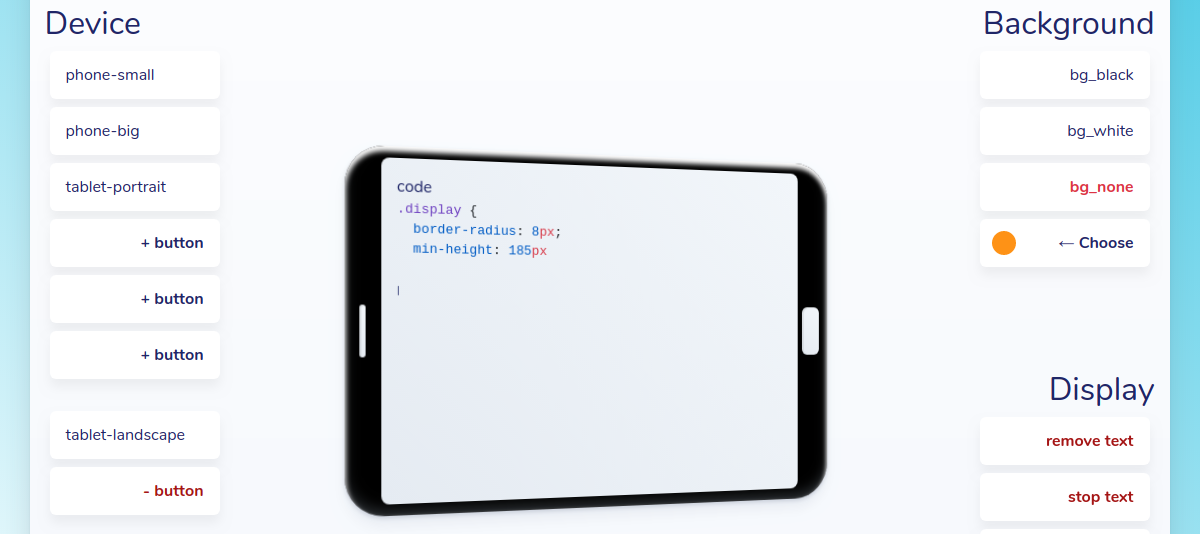 Device
phone-small
phone-big
tablet-portrait
+ button
+ button
+ button
tablet-landscape
- button
code
.display {
border-radius: 8px;
min-height: 185px
Background
bg_black
bg_white
bg_none
← Choose
Display
remove text
stop text